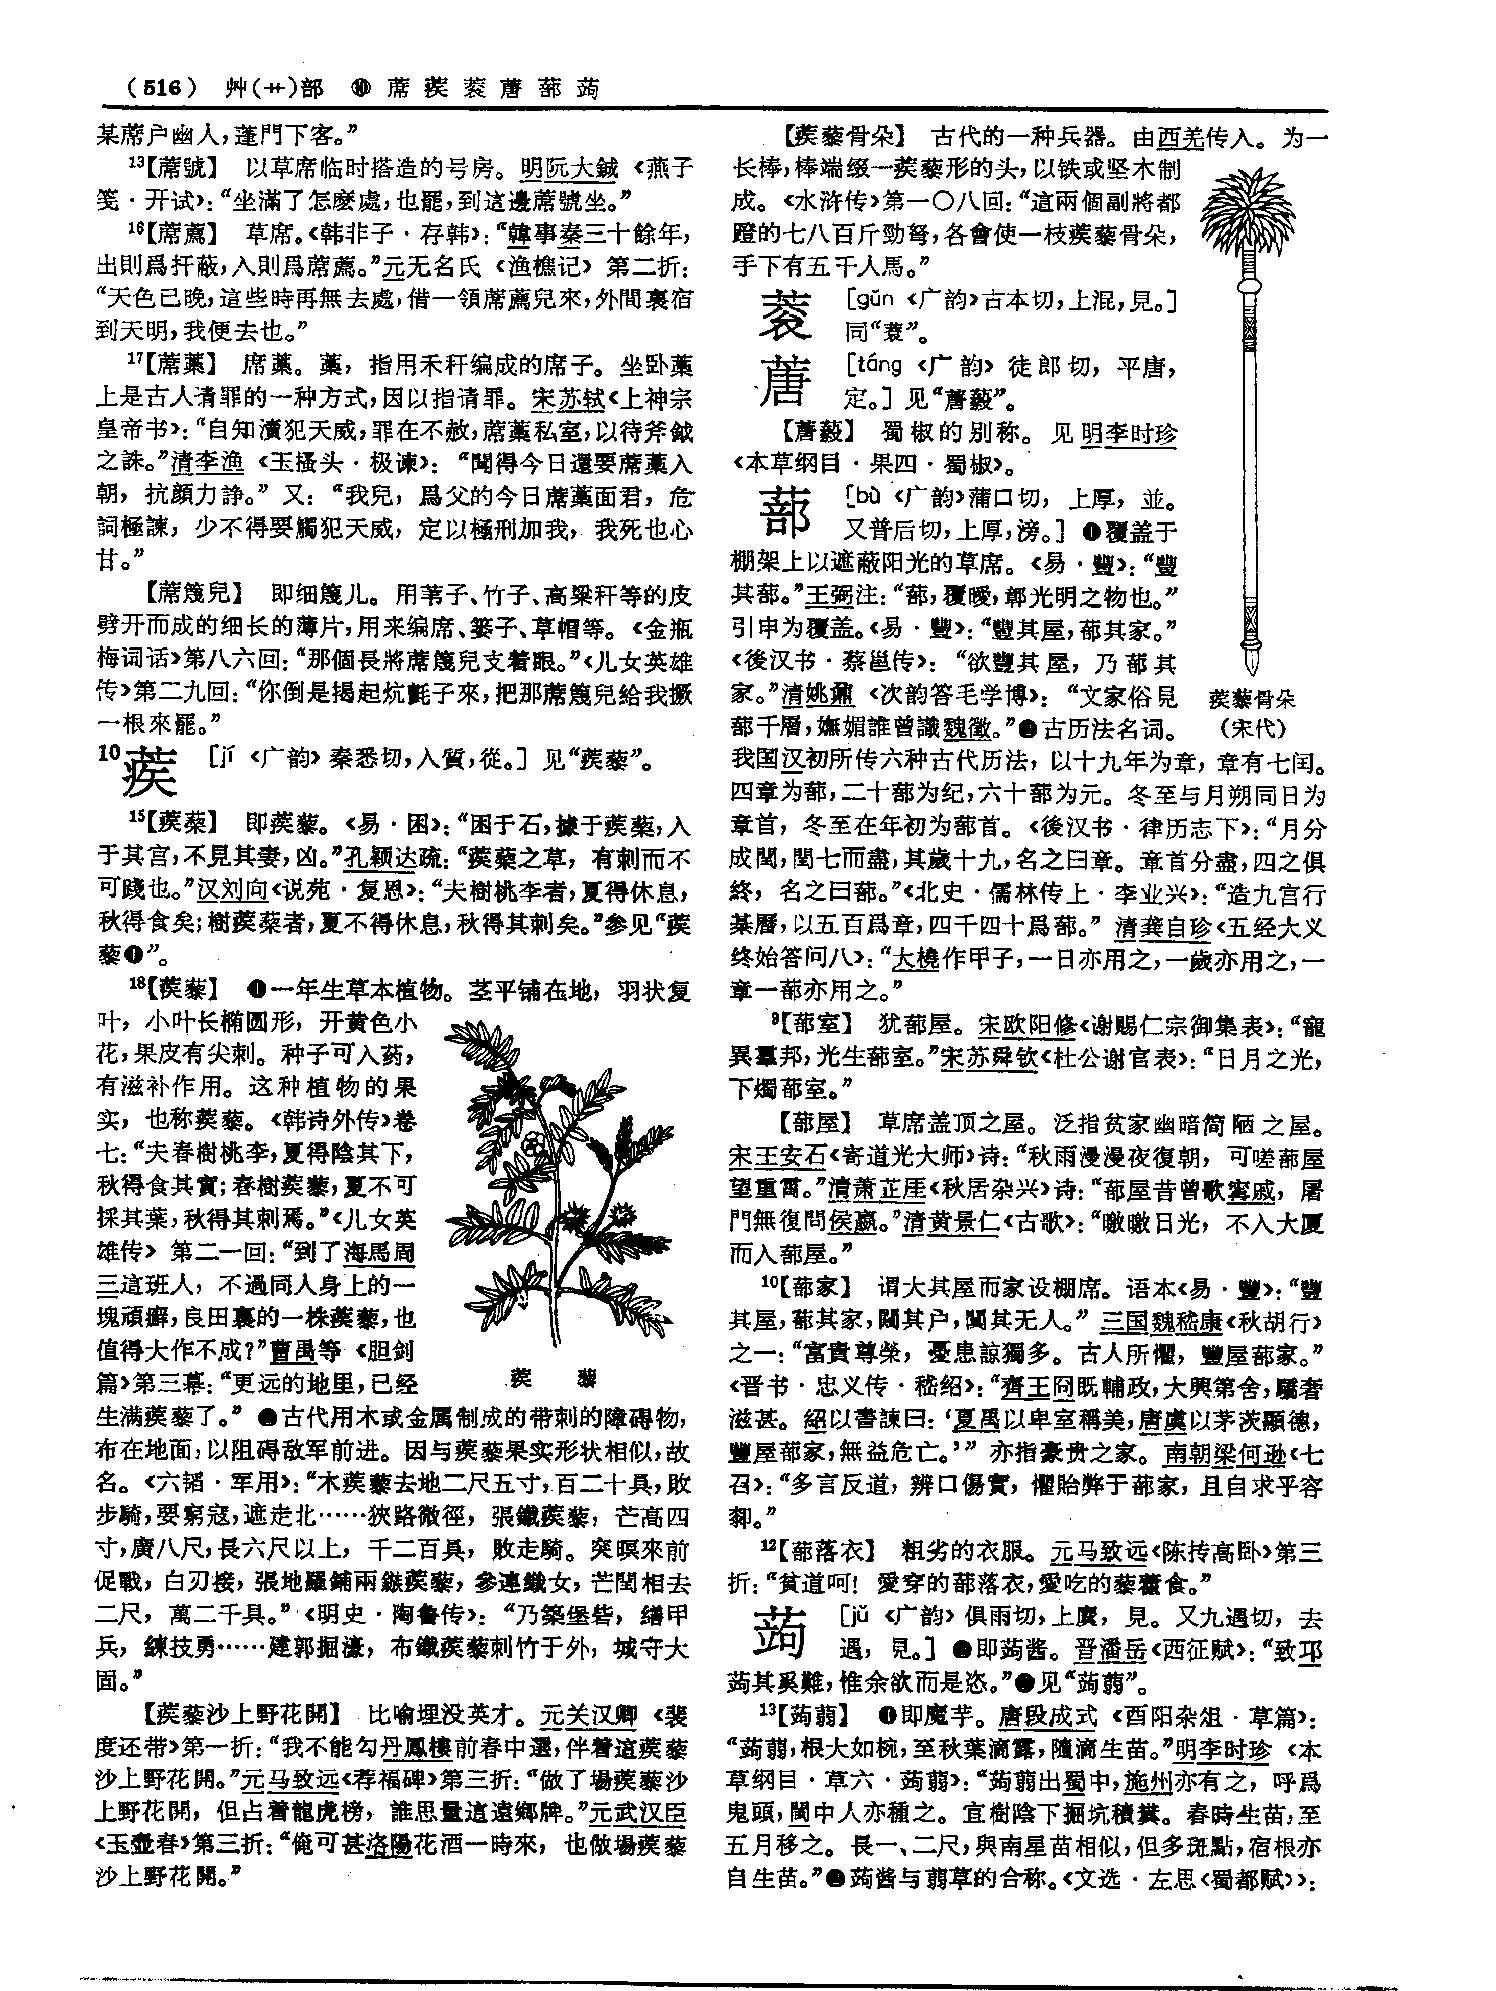 (516) 艸(艹)部 ❿ 蓆蒺蔉蓎蔀蒟
某蓆户幽人,蓬門下客。”
13【蓆號】 以草席临时搭造的号房。明阮大鋮《燕子
笺·开试》:“坐滿了怎麽處,也罷,到這邊蓆號坐。”
16【蓆薦】 草席。《韩非子·存韩》:“韓事秦三十餘年,
出則爲扞蔽,入則爲蓆薦。”元无名氏《渔樵记》第二折:
“天色已晚,這些時再無去處,借一領蓆薦兒來,外間裏宿
到天明,我便去也。”
17【蓆藁】 席藁。藁,指用禾秆编成的席子。坐卧藁
上是古人请罪的一种方式,因以指请罪。宋苏轼《上神宗
皇帝书》:“自知瀆犯天威,罪在不赦,蓆藁私室,以待斧鉞
之誅。”清李渔《玉搔头·极谏》:“聞得今日還要蓆藁入
朝,抗顔力諍。”又:“我兒,爲父的今日蓆藁面君,危
詞極諫,少不得要觸犯天威,定以極刑加我,我死也心
甘。”
【蓆篾兒】 即细篾儿。用苇子、竹子、高粱秆等的皮
劈开而成的细长的薄片,用来编席、篓子、草帽等。《金瓶
梅词话》第八六回:“那個長將蓆篾兒支着眼。”《儿女英雄
传》第二九回:“你倒是揭起炕氈子來,把那蓆篾兒給我撅
一根來罷。”
10蒺 [jí《广韵》秦悉切,入質,從。]见“蒺藜”。
15【蒺蔾】 即蒺藜。《易·困》:“困于石,據于蒺蔾,入
于其宫,不見其妻,凶。”孔颖达疏:“蒺蔾之草,有刺而不
可踐也。”汉刘向《说苑·复恩》:“夫樹桃李者,夏得休息,
秋得食矣;樹蒺蔾者,夏不得休息,秋得其刺矣。”参见“蒺
藜❶”。
18【蒺藜】 ❶一年生草本植物。茎平铺在地,羽状复
叶,小叶长椭圆形,开黄色小
花,果皮有尖刺。种子可入药,
有滋补作用。这种植物的果
实,也称蒺藜。《韩诗外传》卷
七:“夫春樹桃李,夏得陰其下,
秋得食其實;春樹蒺藜,夏不可
採其葉,秋得其刺焉。”《儿女英
雄传》第二一回:“到了海馬周
三這班人,不過同人身上的一
塊頑癬,良田裏的一株蒺藜,也
值得大作不成?”曹禺等《胆剑
篇》第三幕:“更远的地里,已经
蒺 藜
生满蒺藜了。”❷古代用木或金属制成的带刺的障碍物,
布在地面,以阻碍敌军前进。因与蒺藜果实形状相似,故
名。《六韬·军用》:“木蒺藜去地二尺五寸,百二十具,敗
步騎,要窮寇,遮走北……狹路微徑,張鐵蒺藜,芒高四
寸,廣八尺,長六尺以上,千二百具,敗走騎。突暝來前
促戰,白刃接,張地羅鋪兩鏃蒺藜,參連織女,芒間相去
二尺,萬二千具。”《明史·陶鲁传》:“乃築堡砦,繕甲
兵,練技勇……建郭掘濠,布鐵蒺藜刺竹于外,城守大
固。”
【蒺藜沙上野花開】 比喻埋没英才。元关汉卿《裴
度还带》第一折:“我不能勾丹鳳樓前春中選,伴着這蒺藜
沙上野花開。”元马致远《荐福碑》第三折:“做了場蒺藜沙
上野花開,但占着龍虎榜,誰思量這遠鄉牌。”元武汉臣
《玉壶春》第三折:“俺可甚洛陽花酒一時來,也做場蒺藜
沙上野花開。”
【蒺藜骨朵】 古代的一种兵器。由西羌传入。为一
长棒,棒端缀一蒺藜形的头,以铁或坚木制
成。《水浒传》第一〇八回:“這兩個副將都
蹬的七八百斤勁弩,各會使一枝蒺藜骨朵,
手下有五千人馬。”
蔉 [gǔn《广韵》古本切,上混,見。]
同“蓘”。
蓎 [táng《广韵》徒郎切,平唐,
定。]见“蓎藙”。
【蓎藙】 蜀椒的别称。见明李时珍
《本草纲目·果四·蜀椒》。
蔀 [bù《广韵》蒲口切,上厚,並。
又普后切,上厚,滂。]❶覆盖于
棚架上以遮蔽阳光的草席。《易·豐》:“豐
其蔀。”王弼注:“蔀,覆曖,鄣光明之物也。”
引申为覆盖。《易·豐》:“豐其屋,蔀其家。”
《後汉书·蔡邕传》:“欲豐其屋,乃蔀其
家。”清姚鼐《次韵答毛学博》:“文家俗見
蔀千層,嫵媚誰曾識魏徵。”❷古历法名词。
蒺藜骨朵
(宋代)
我国汉初所传六种古代历法,以十九年为章,章有七闰。
四章为蔀,二十蔀为纪,六十蔀为元。冬至与月朔同日为
章首,冬至在年初为蔀首。《後汉书·律历志下》:“月分
成閏,閏七而盡,其歲十九,名之曰章。章首分盡,四之俱
終,名之曰蔀。”《北史·儒林传上·李业兴》:“造九宫行
棊曆,以五百爲章,四千四十爲蔀。”清龚自珍《五经大义
终始答问八》:“大橈作甲子,一日亦用之,一歲亦用之,一
章一蔀亦用之。”
9【蔀室】 犹蔀屋。宋欧阳修《谢赐仁宗御集表》:“寵
異羣邦,光生蔀室。”宋苏舜钦《杜公谢官表》:“日月之光,
下燭蔀室。”
【蔀屋】 草席盖顶之屋。泛指贫家幽暗简陋之屋。
宋王安石《寄道光大师》诗:“秋雨漫漫夜復朝,可嗟蔀屋
望重霄。”清萧芷厓《秋居杂兴》诗:“蔀屋昔曾歌甯戚,屠
門無復問侯嬴。”清黄景仁《古歌》:“暾暾日光,不入大厦
而入蔀屋。”
10【蔀家】 谓大其屋而家设棚席。语本《易·豐》:“豐
其屋,蔀其家,闚其户,闃其无人。”三国魏嵇康《秋胡行》
之一:“富貴尊榮,憂患諒獨多。古人所懼,豐屋蔀家。”
《晋书·忠义传·嵇绍》:“齊王冏既輔政,大興第舍,驕奢
滋甚。紹以書諫曰:‘夏禹以卑室稱美,唐虞以茅茨顯德,
豐屋蔀家,無益危亡。’”亦指豪贵之家。南朝梁何逊《七
召》:“多言反道,辨口傷實,懼貽弊于蔀家,且自求乎容
䣛。”
12【蔀落衣】 粗劣的衣服。元马致远《陈抟高卧》第三
折:“貧道呵!愛穿的蔀落衣,愛吃的藜藿食。”
蒟 [jǔ《广韵》俱雨切,上麌,見。又九遇切,去
遇,見。]❶即蒟酱。晋潘岳《西征赋》:“致邛
蒟其奚難,惟余欲而是恣。”❷见“蒟蒻”。
13【蒟蒻】 ❶即魔芋。唐段成式《酉阳杂俎·草篇》:
“蒟蒻,根大如椀,至秋葉滴露,隨滴生苗。”明李时珍《本
草纲目·草六·蒟蒻》:“蒟蒻出蜀中,施州亦有之,呼爲
鬼頭,閩中人亦種之。宜樹陰下掘坑積糞。春時生苗,至
五月移之。長一、二尺,與南星苗相似,但多斑點,宿根亦
自生苗。”❷蒟酱与蒻草的合称。《文选·左思〈蜀都赋〉》: